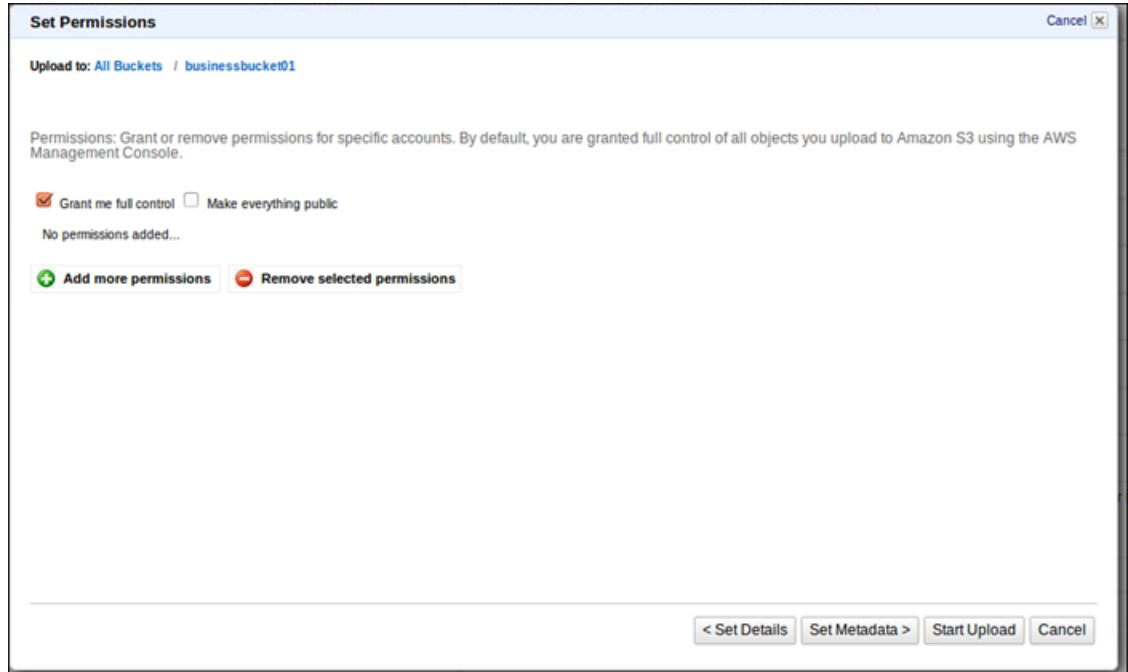 Set Permissions
Cancel
Upload to: All Buckets / businessbucket01
Permissions: Grant or remove permissions for specific accounts. By default, you are granted full control of all objects you upload to Amazon S3 using the AWS
Management Console.
Grant me full control Make everything public
No permissions added...
Add more permissions Remove selected permissions
< Set Details Set Metadata > Start Upload Cancel